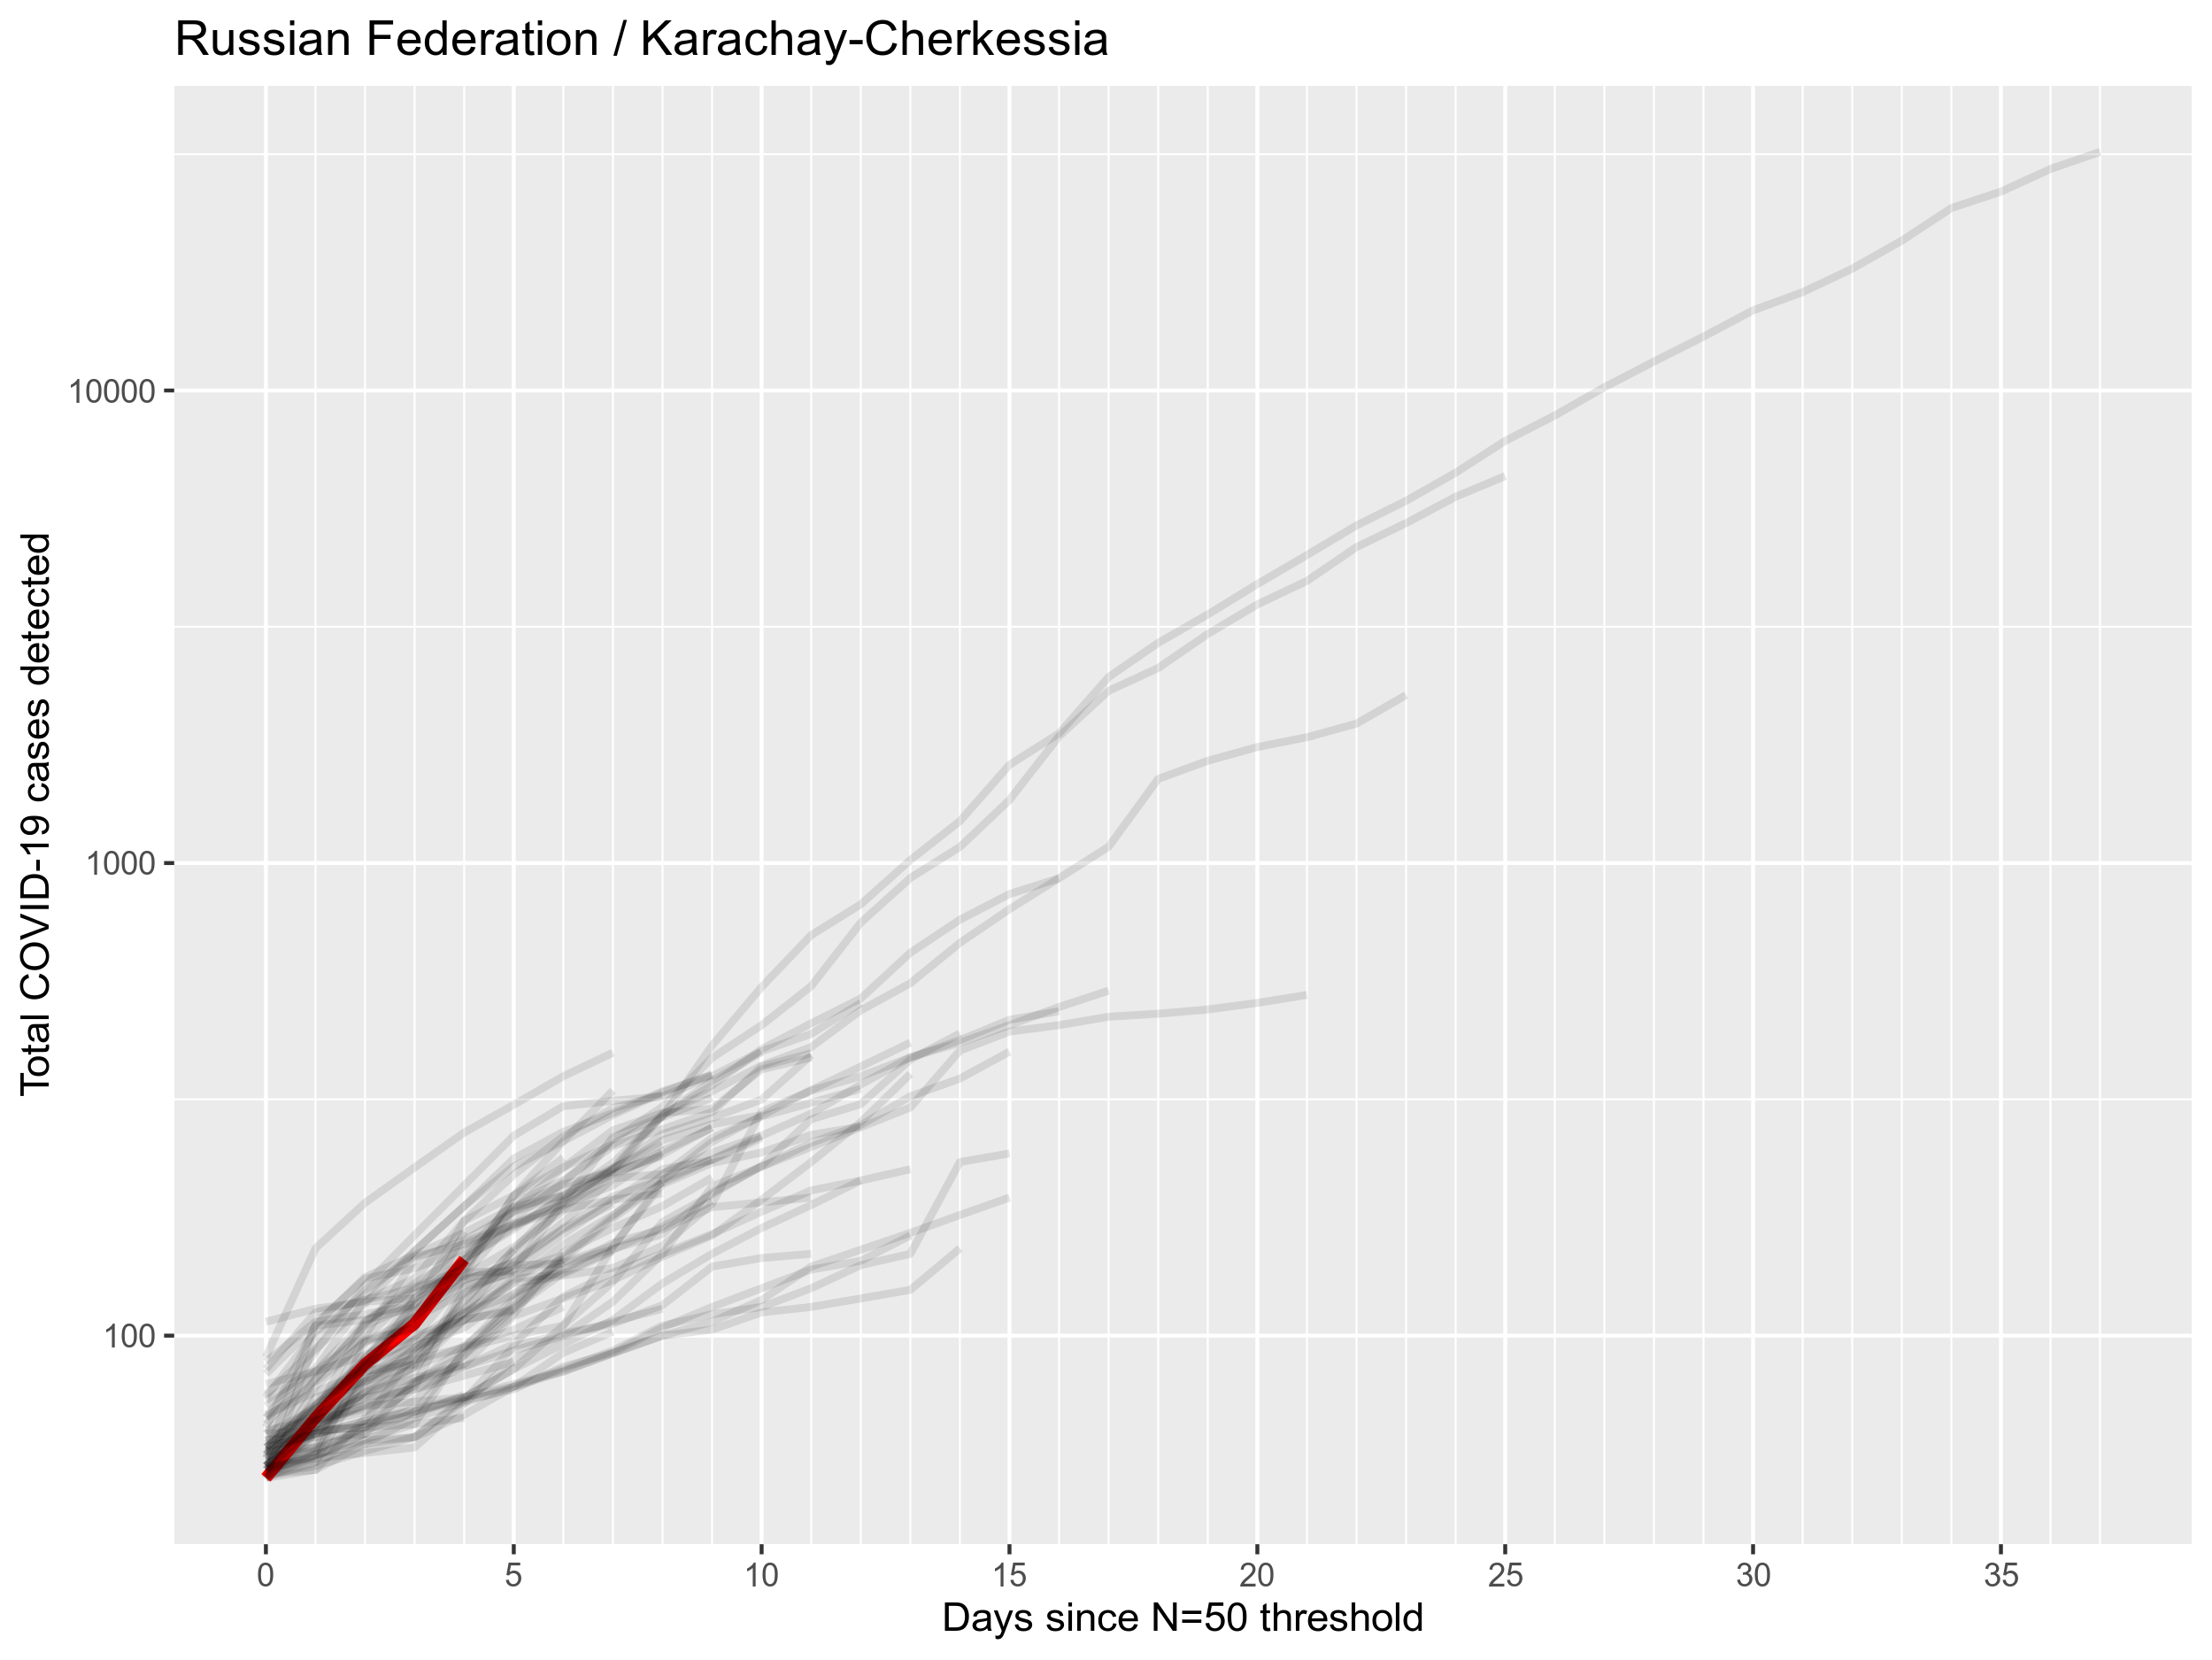 Russian Federation / Karachay-Cherkessia
Total COVID-19 cases detected
10000
1000
100
0 5 10 15 20 25 30 35
Days since N=50 threshold